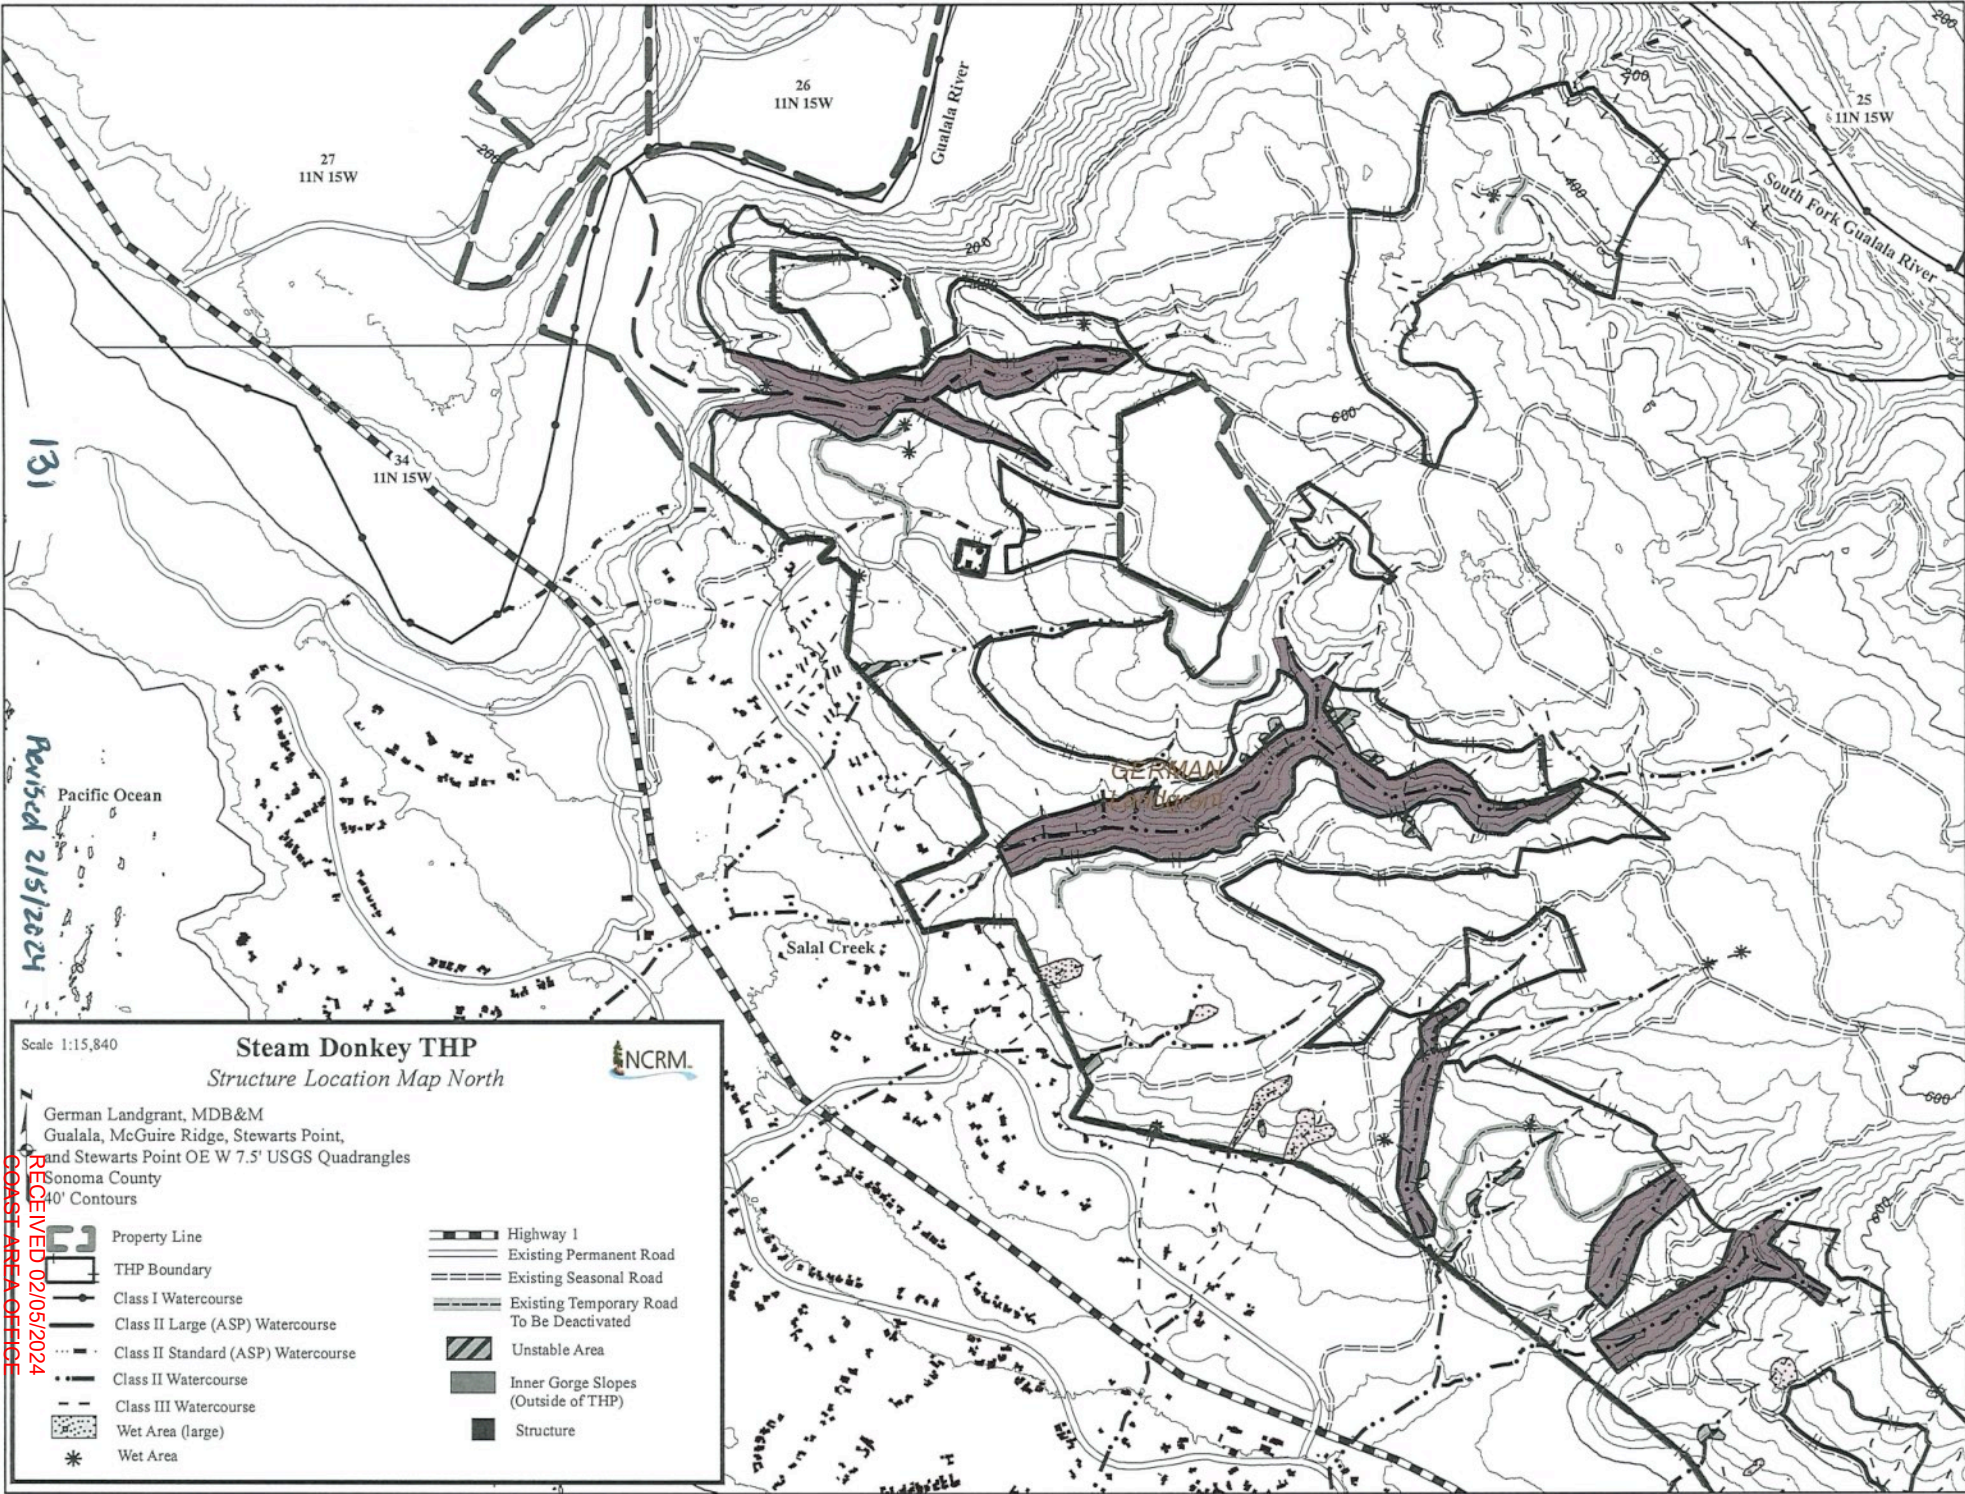 26
11N 15W
Gualala River
27
11N 15W
200
200
200
400
25
11N 15W
200
South Fork Gualala River
600
34
11N 15W
131
Revised 2/5/2024
Pacific Ocean
GERMAN
Landgrant
Salal Creek
600
600
Scale 1:15,840
Steam Donkey THP
Structure Location Map North
NCRM
N
German Landgrant, MDB&M
Gualala, McGuire Ridge, Stewarts Point,
and Stewarts Point OE W 7.5' USGS Quadrangles
Sonoma County
40' Contours
RECEIVED 02/05/2024
COAST AREA OFFICE
Property Line
THP Boundary
Class I Watercourse
Class II Large (ASP) Watercourse
Class II Standard (ASP) Watercourse
Class II Watercourse
Class III Watercourse
Wet Area (large)
Wet Area
Highway 1
Existing Permanent Road
Existing Seasonal Road
Existing Temporary Road
To Be Deactivated
Unstable Area
Inner Gorge Slopes
(Outside of THP)
Structure